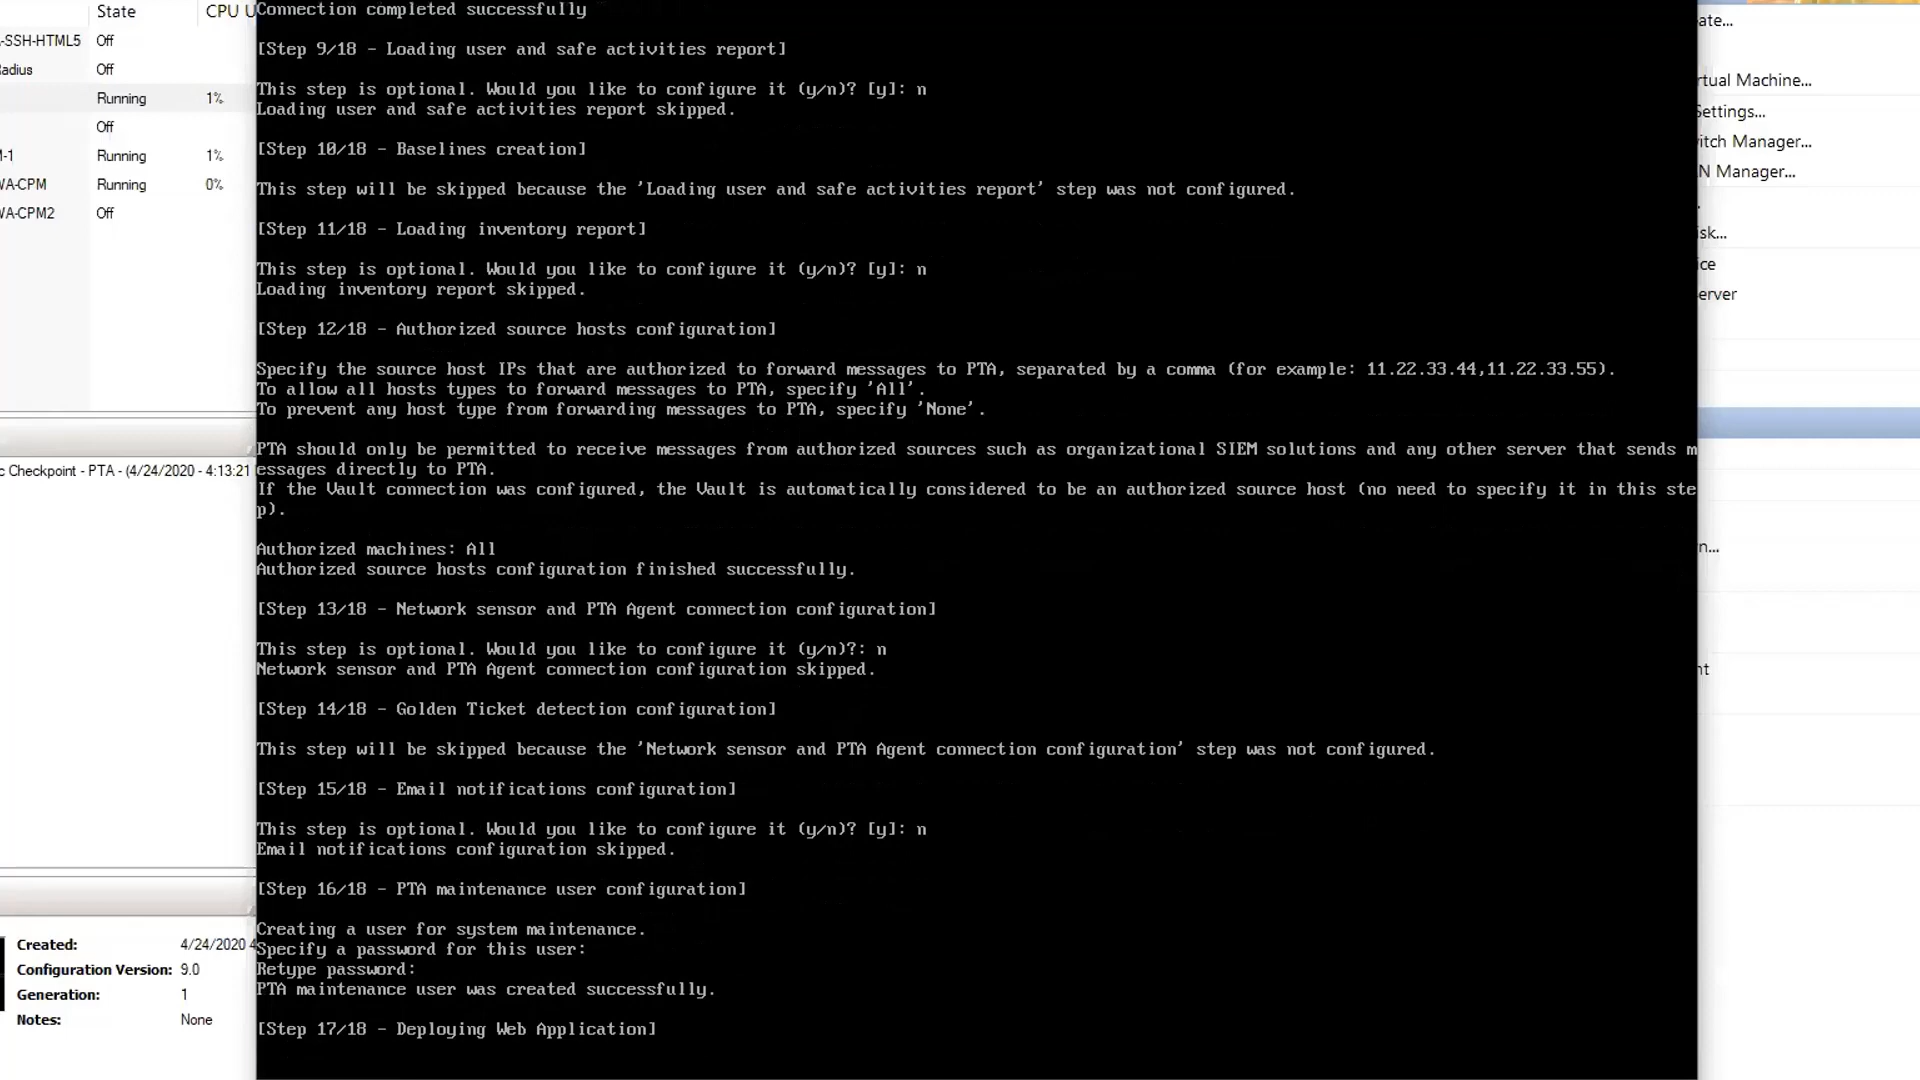 State
CPU U
-SSH-HTML5
Off
adius
Off
Running
1%
Off
-1
Running
1%
WA-CPM
Running
0%
WA-CPM2
Off
c Checkpoint - PTA - (4/24/2020 - 4:13:21
Created:
4/24/2020 4
Configuration Version:
9.0
Generation:
1
Notes:
None
Connection completed successfully
[Step 9/18 - Loading user and safe activities report]
This step is optional. Would you like to configure it (y/n)? [y]: n
Loading user and safe activities report skipped.
[Step 10/18 - Baselines creation]
This step will be skipped because the 'Loading user and safe activities report' step was not configured.
[Step 11/18 - Loading inventory report]
This step is optional. Would you like to configure it (y/n)? [y]: n
Loading inventory report skipped.
[Step 12/18 - Authorized source hosts configuration]
Specify the source host IPs that are authorized to forward messages to PTA, separated by a comma (for example: 11.22.33.44,11.22.33.55).
To allow all hosts types to forward messages to PTA, specify 'All'.
To prevent any host type from forwarding messages to PTA, specify 'None'.
PTA should only be permitted to receive messages from authorized sources such as organizational SIEM solutions and any other server that sends m
essages directly to PTA.
If the Vault connection was configured, the Vault is automatically considered to be an authorized source host (no need to specify it in this ste
p).
Authorized machines: All
Authorized source hosts configuration finished successfully.
[Step 13/18 - Network sensor and PTA Agent connection configuration]
This step is optional. Would you like to configure it (y/n)?: n
Network sensor and PTA Agent connection configuration skipped.
[Step 14/18 - Golden Ticket detection configuration]
This step will be skipped because the 'Network sensor and PTA Agent connection configuration' step was not configured.
[Step 15/18 - Email notifications configuration]
This step is optional. Would you like to configure it (y/n)? [y]: n
Email notifications configuration skipped.
[Step 16/18 - PTA maintenance user configuration]
Creating a user for system maintenance.
Specify a password for this user:
Retype password:
PTA maintenance user was created successfully.
[Step 17/18 - Deploying Web Application]
ate...
rtual Machine...
Settings...
itch Manager...
N Manager...
.
isk...
ice
erver
n...
nt